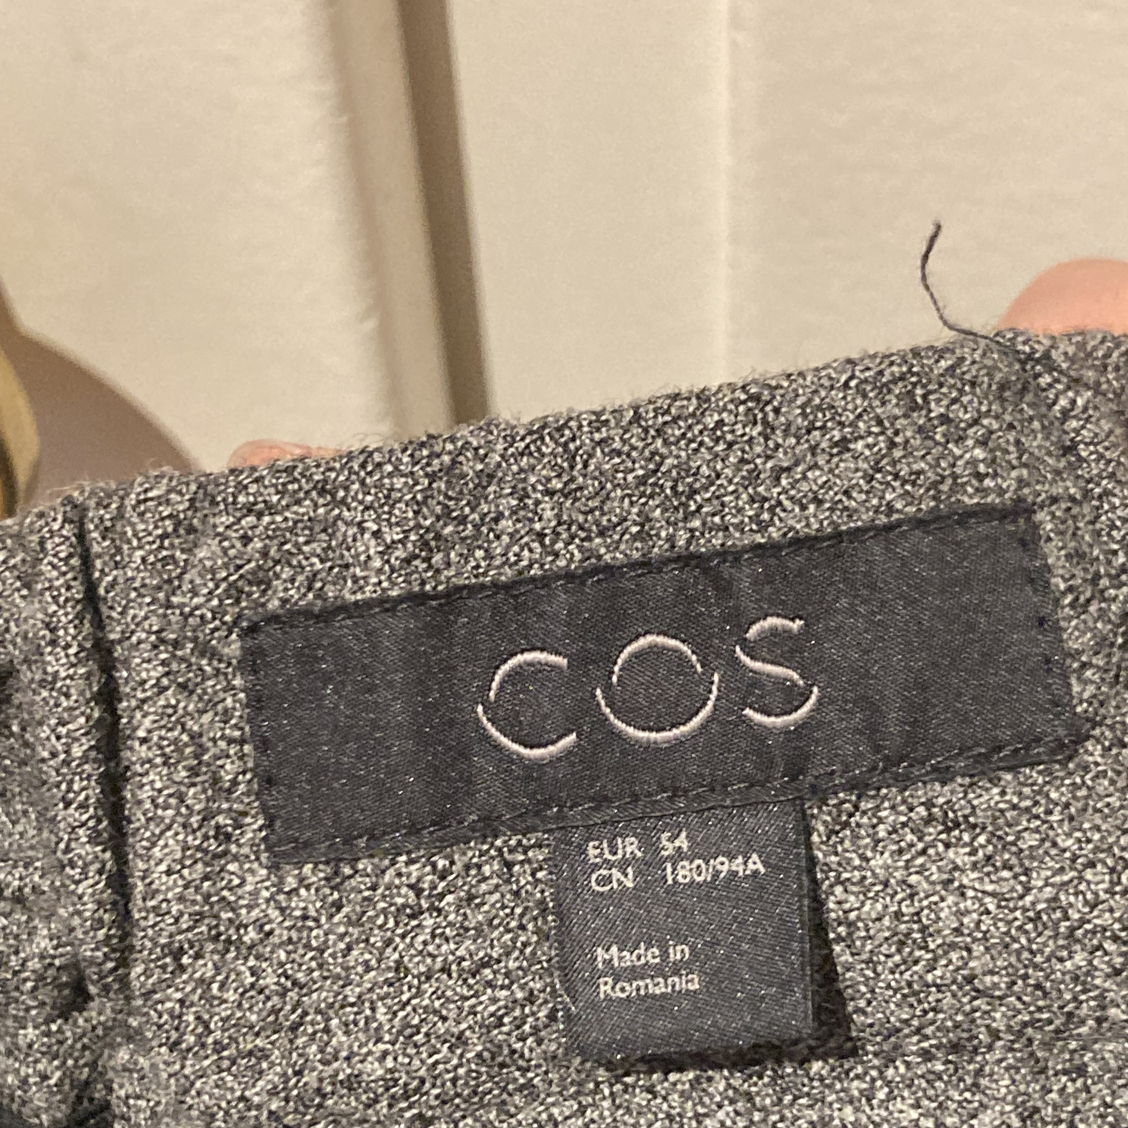 COS
EUR 54
CN 180/94A
Made in
Romania